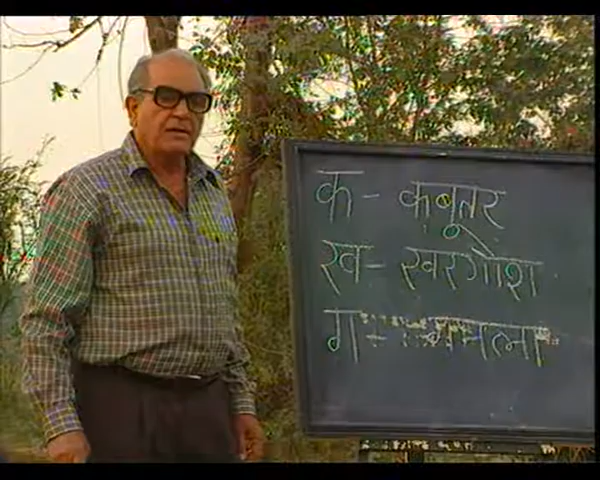 क - कबूतर
ख - खरगोश
ग -